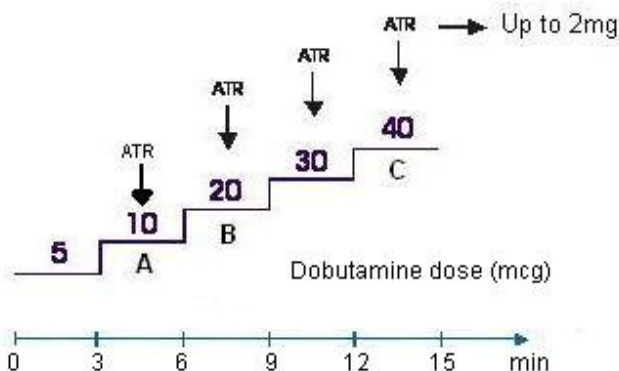 ATR Up to 2mg
ATR
ATR
ATR
40
30
20
10
5
C
B
A
Dobutamine dose (mcg)
0 3 6 9 12 15 min